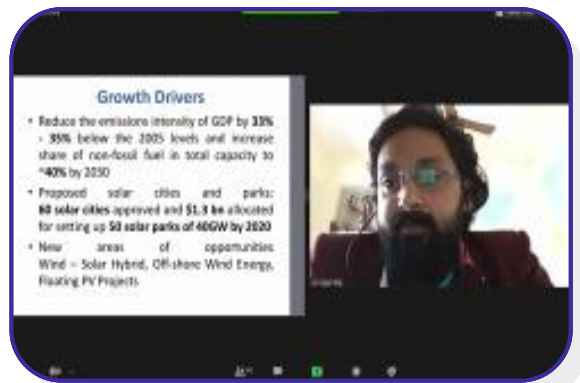 Growth Drivers
• Reduce the emissions intensity of GDP by 33%
- 35% below the 2005 levels and increase
share of non-fossil fuel in total capacity to
~40% by 2030
• Proposed solar cities and parks:
60 solar cities approved and $1.3 bn allocated
for setting up 50 solar parks of 40GW by 2020
• New areas of opportunities
Wind – Solar Hybrid, Off-shore Wind Energy,
Floating PV Projects